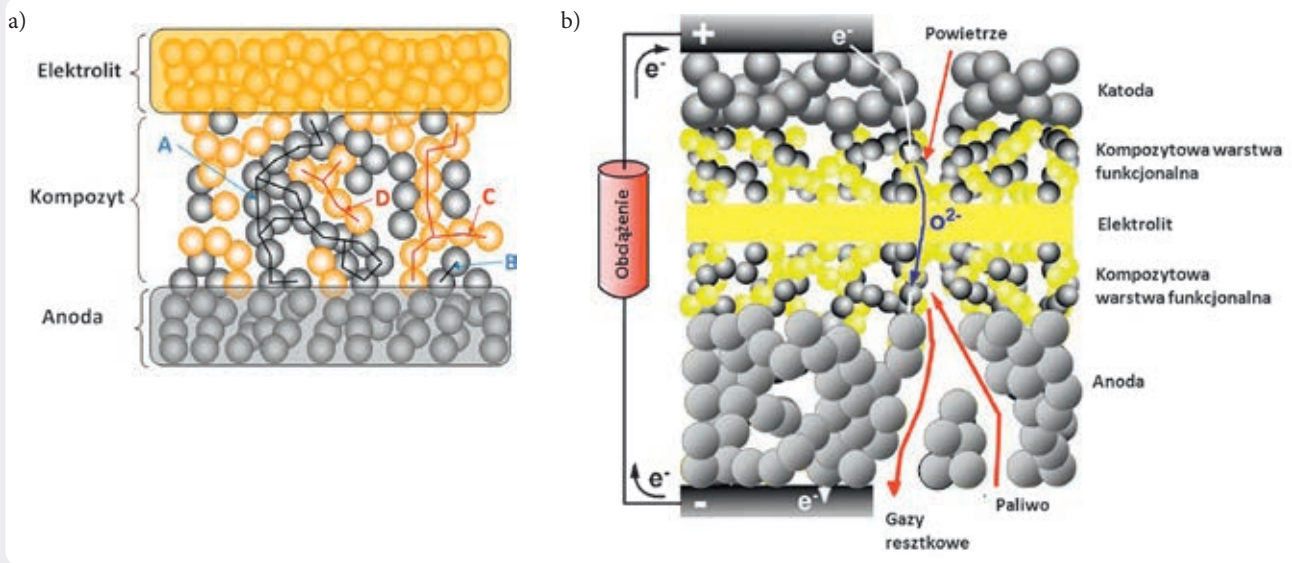 a)
Elektrolit
Kompozyt
Anoda
A
D
C
B
b)
+
e-
e-
Powietrze
Katoda
Kompozytowa warstwa
funkcjonalna
Obciążenie
O2-
Elektrolit
Kompozytowa
warstwa funkcjonalna
Anoda
e-
-
e-
Gazy
resztkowe
Paliwo